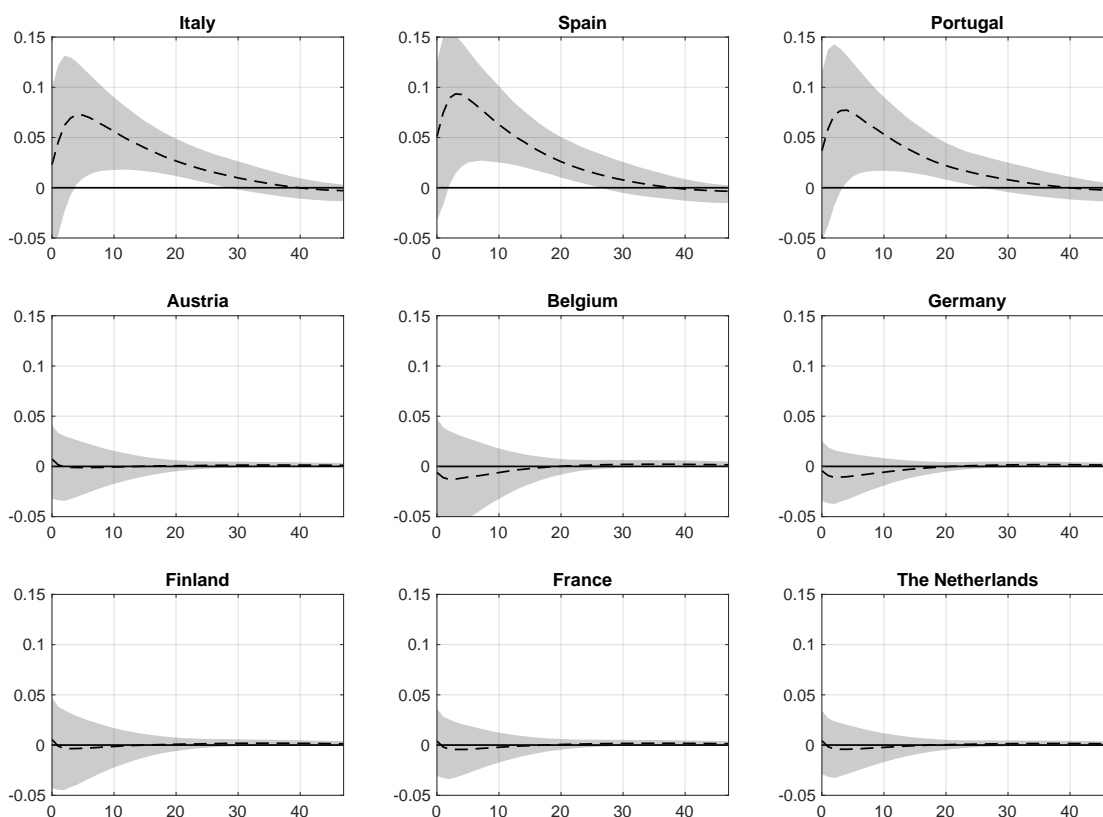 Italy Spain Portugal
0.15 0.15 0.15
0.1 0.1 0.1
0.05 0.05 0.05
0 0 0
-0.05 -0.05 -0.05
0 10 20 30 40 0 10 20 30 40 0 10 20 30 40
Austria Belgium Germany
0.15 0.15 0.15
0.1 0.1 0.1
0.05 0.05 0.05
0 0 0
-0.05 -0.05 -0.05
0 10 20 30 40 0 10 20 30 40 0 10 20 30 40
Finland France The Netherlands
0.15 0.15 0.15
0.1 0.1 0.1
0.05 0.05 0.05
0 0 0
-0.05 -0.05 -0.05
0 10 20 30 40 0 10 20 30 40 0 10 20 30 40